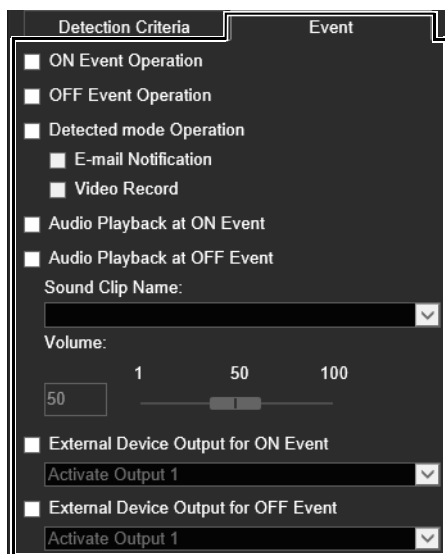 Detection Criteria Event
ON Event Operation
OFF Event Operation
Detected mode Operation
E-mail Notification
Video Record
Audio Playback at ON Event
Audio Playback at OFF Event
Sound Clip Name:
Volume:
1 50 100
50
External Device Output for ON Event
Activate Output 1
External Device Output for OFF Event
Activate Output 1